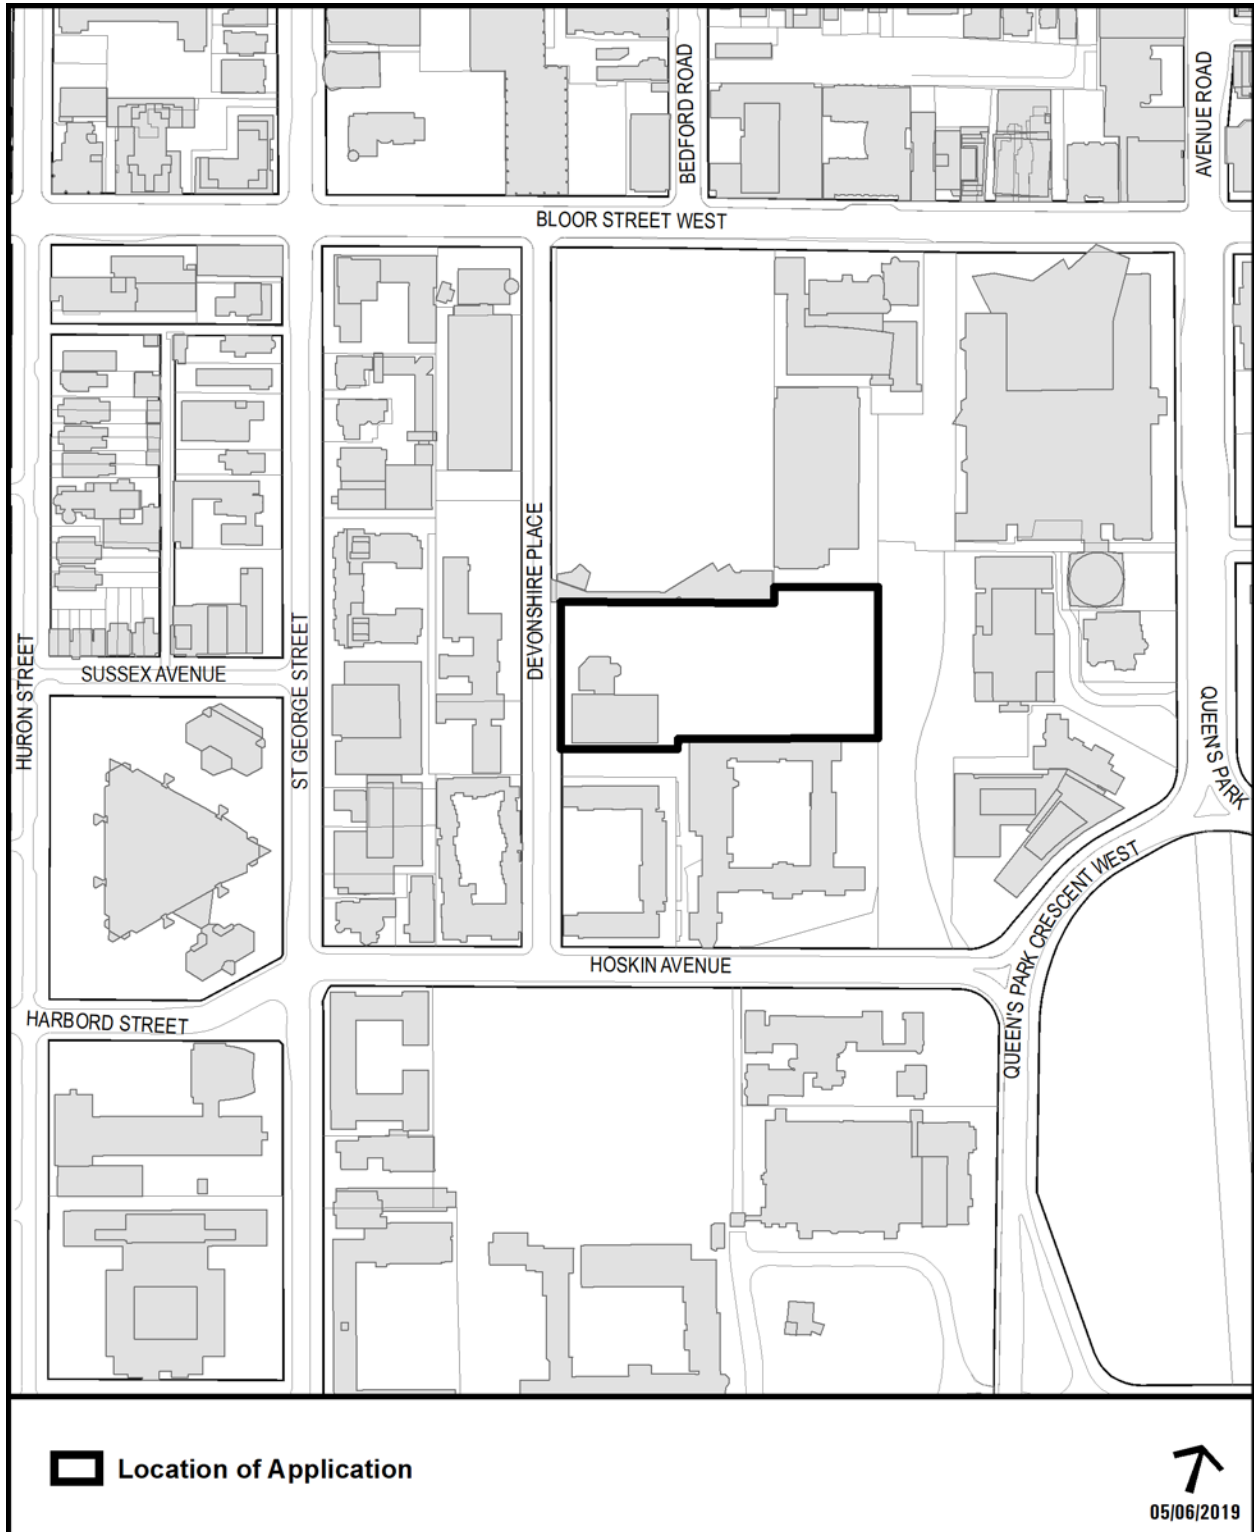 BEDFORD ROAD
AVENUE ROAD
BLOOR STREET WEST
DEVONSHIRE PLACE
HURON STREET
SUSSEX AVENUE
ST GEORGE STREET
QUEEN'S PARK
QUEEN'S PARK CRESCENT WEST
HOSKIN AVENUE
HARBORD STREET
Location of Application
05/06/2019